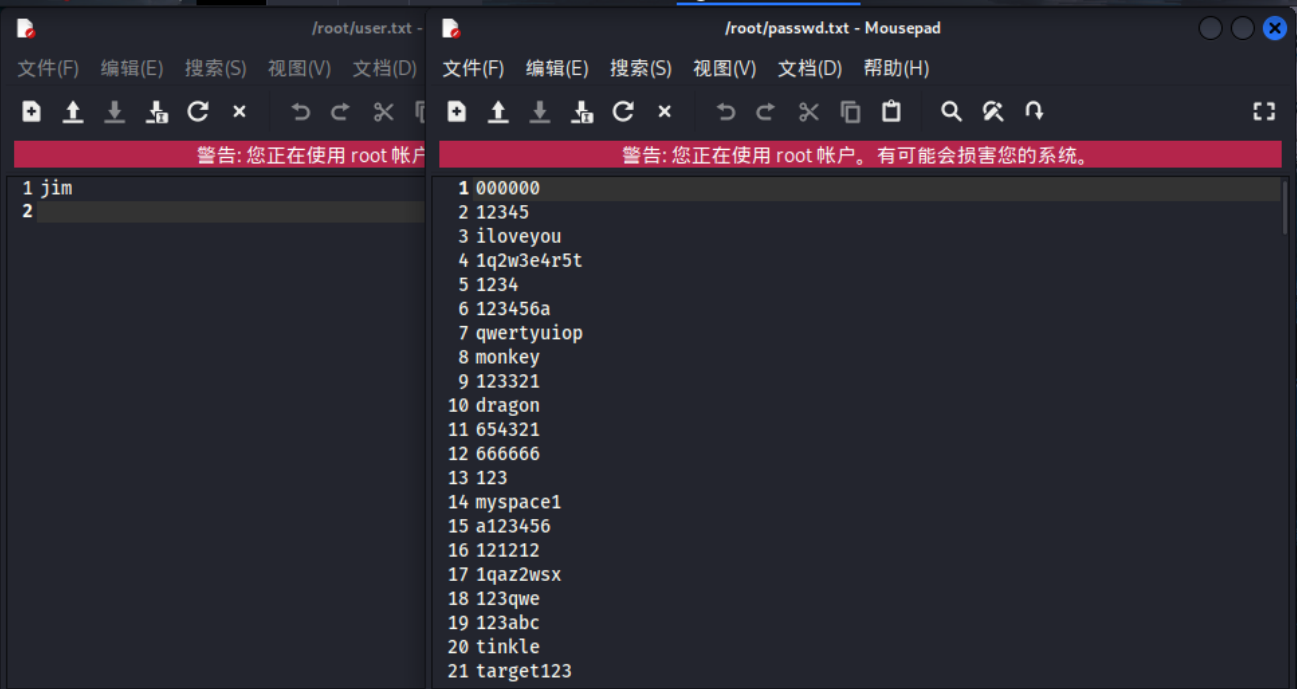 /root/user.txt -
文件(F) 编辑(E) 搜索(S) 视图(V) 文档(D)
警告: 您正在使用 root 帐户
1 jim
2
/root/passwd.txt - Mousepad
文件(F) 编辑(E) 搜索(S) 视图(V) 文档(D) 帮助(H)
警告: 您正在使用 root 帐户。有可能会损害您的系统。
1 000000
2 12345
3 iloveyou
4 1q2w3e4r5t
5 1234
6 123456a
7 qwertyuiop
8 monkey
9 123321
10 dragon
11 654321
12 666666
13 123
14 myspace1
15 a123456
16 121212
17 1qaz2wsx
18 123qwe
19 123abc
20 tinkle
21 target123